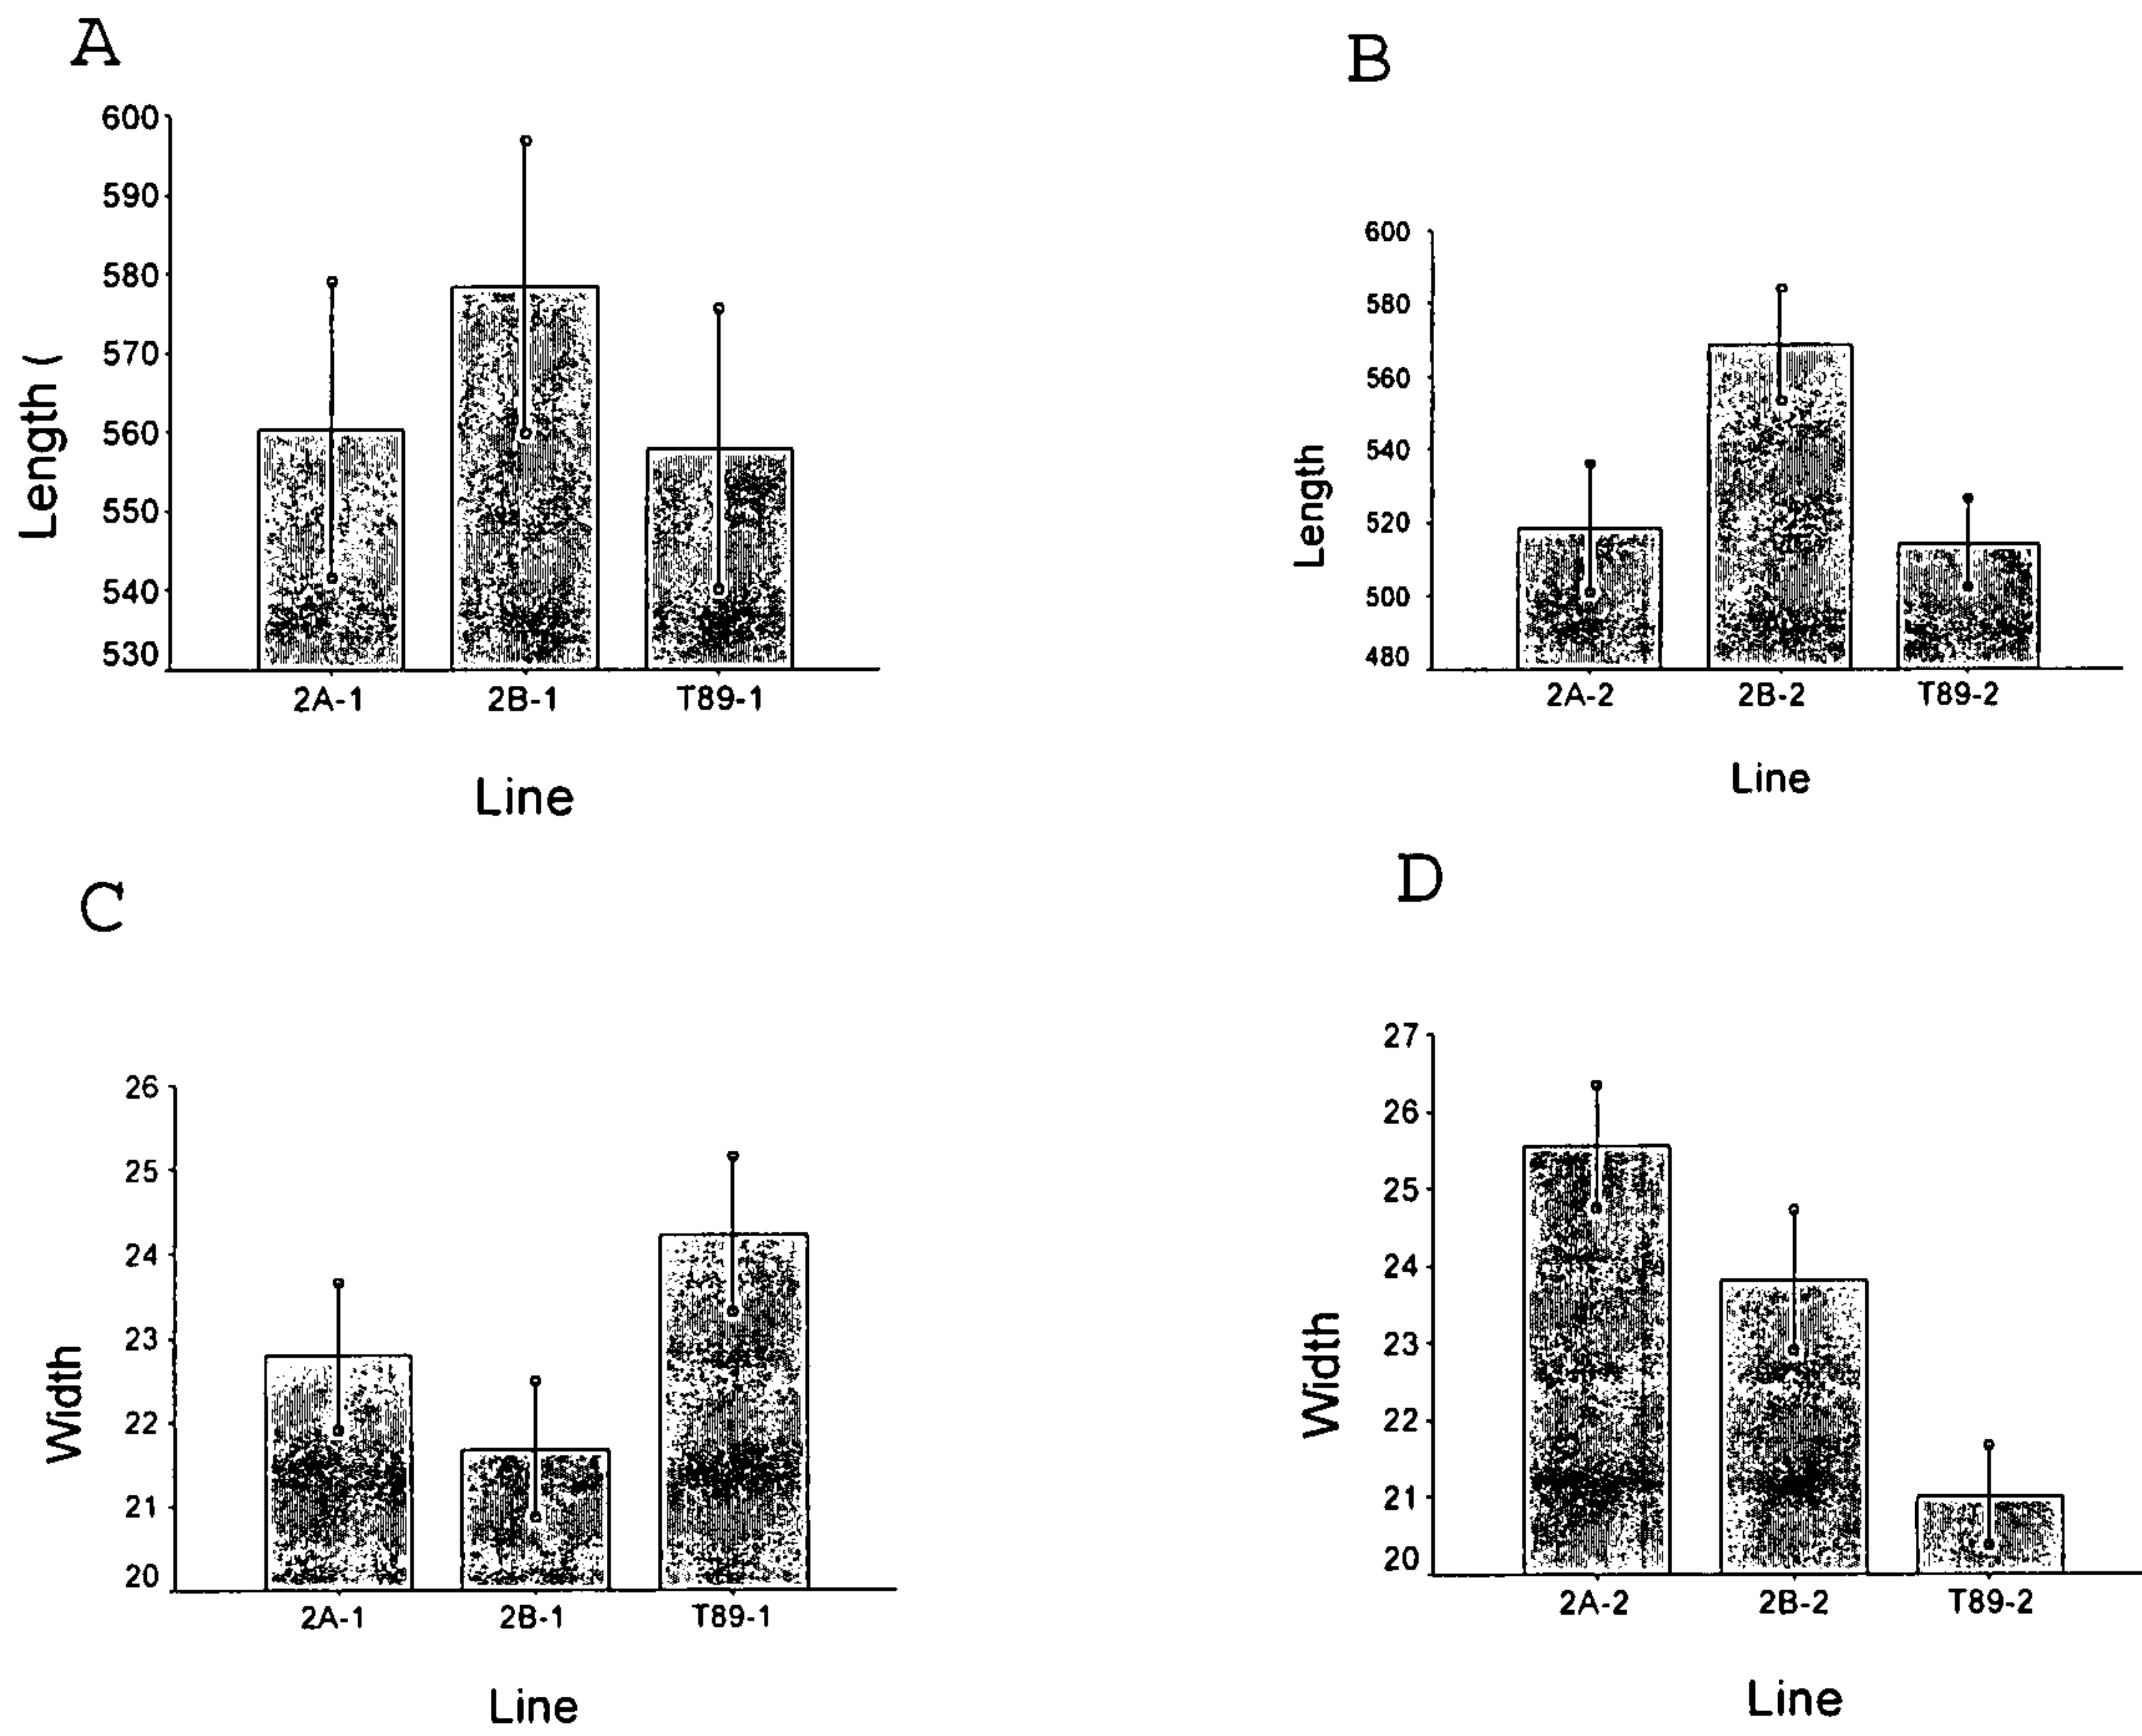 A
Length (
600
590
580
570
560
550
540
530
2A-1 2B-1 T89-1
Line
B
Length
600
580
560
540
520
500
480
2A-2 2B-2 T89-2
Line
C
Width
26
25
24
23
22
21
20
2A-1 2B-1 T89-1
Line
D
Width
27
26
25
24
23
22
21
20
2A-2 2B-2 T89-2
Line